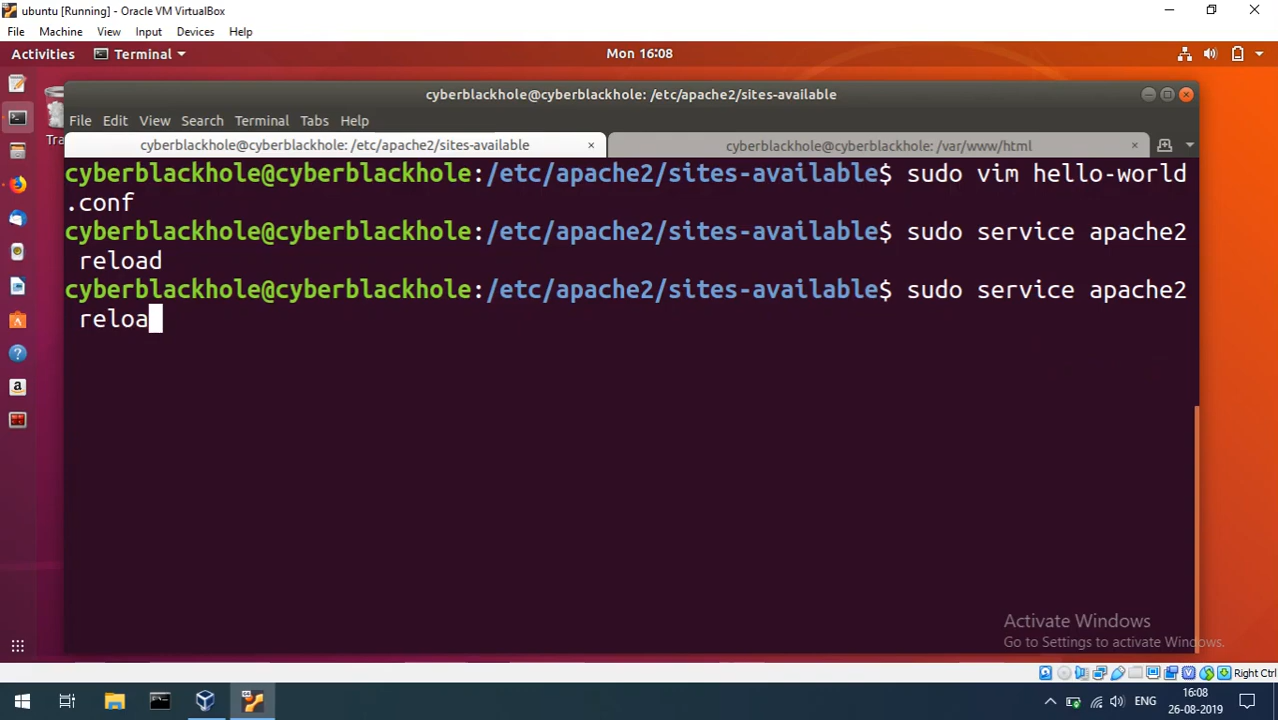 ubuntu [Running] - Oracle VM VirtualBox
File Machine View Input Devices Help
Activities Terminal Mon 16:08
cyberblackhole@cyberblackhole: /etc/apache2/sites-available
File Edit View Search Terminal Tabs Help
cyberblackhole@cyberblackhole: /etc/apache2/sites-available × cyberblackhole@cyberblackhole: /var/www/html ×
Tra
cyberblackhole@cyberblackhole:/etc/apache2/sites-available$ sudo vim hello-world
.conf
cyberblackhole@cyberblackhole:/etc/apache2/sites-available$ sudo service apache2
reload
cyberblackhole@cyberblackhole:/etc/apache2/sites-available$ sudo service apache2
reloa
Activate Windows
Go to Settings to activate Windows.
Right Ctrl
ENG
16:08
26-08-2019